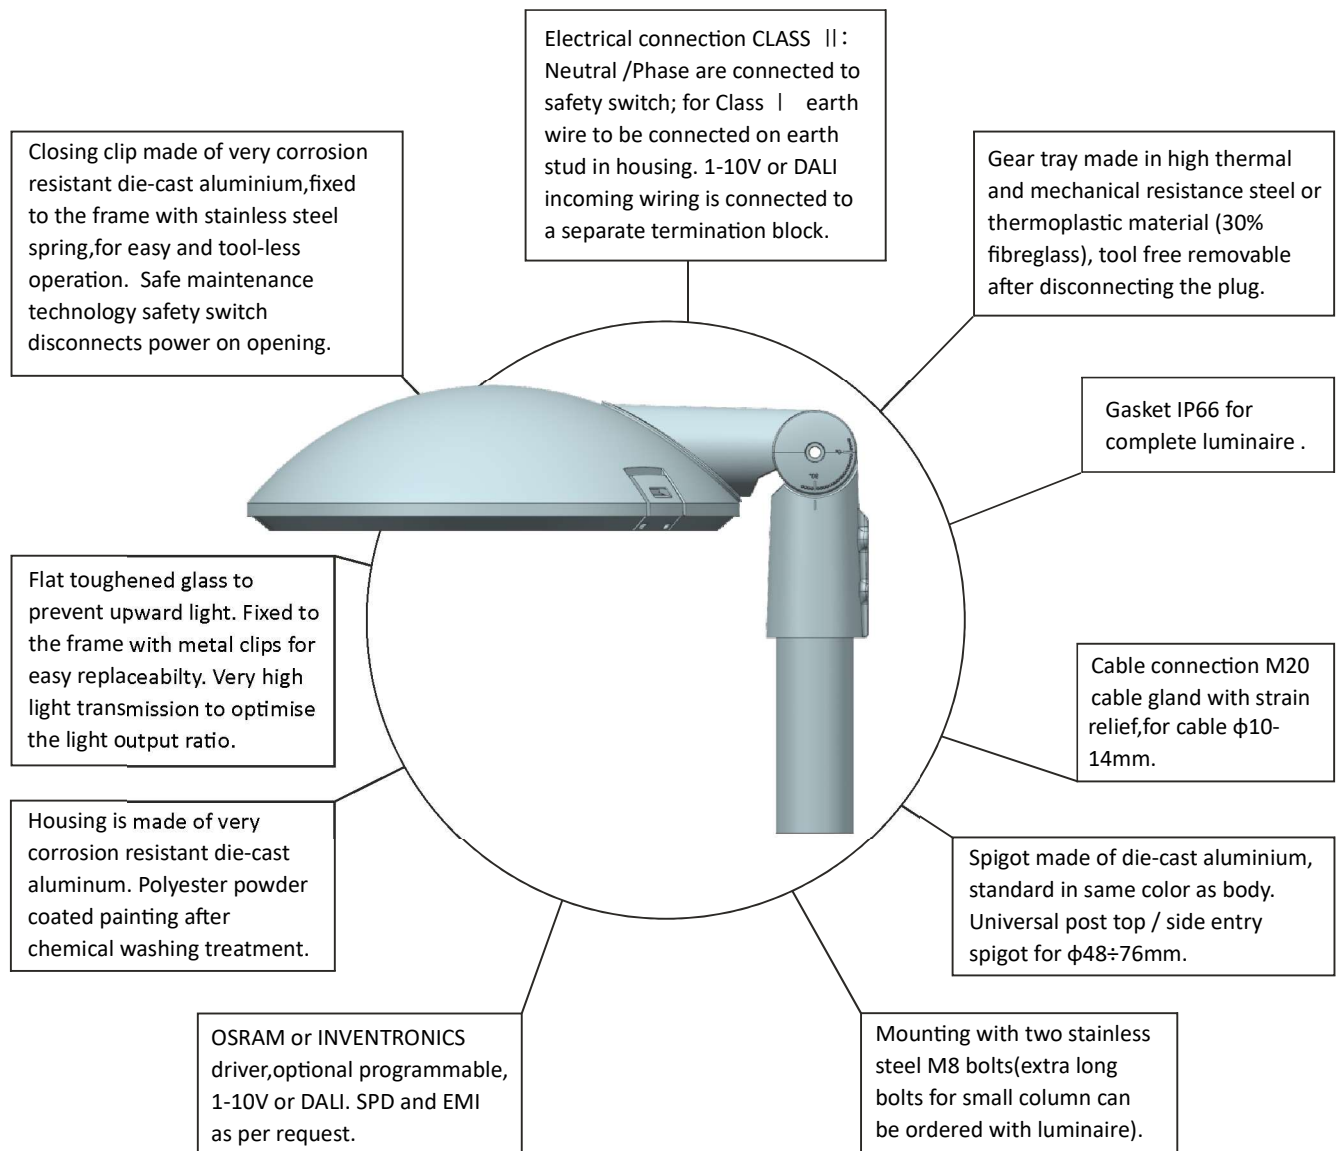 Electrical connection CLASS Ⅱ:
Neutral /Phase are connected to
safety switch; for Class Ⅰ earth
wire to be connected on earth
stud in housing. 1-10V or DALI
incoming wiring is connected to
a separate termination block.
Closing clip made of very corrosion
resistant die-cast aluminium,fixed
to the frame with stainless steel
spring,for easy and tool-less
operation. Safe maintenance
technology safety switch
disconnects power on opening.
Gear tray made in high thermal
and mechanical resistance steel or
thermoplastic material (30%
fibreglass), tool free removable
after disconnecting the plug.
Gasket IP66 for
complete luminaire .
Flat toughened glass to
prevent upward light. Fixed to
the frame with metal clips for
easy replaceabilty. Very high
light transmission to optimise
the light output ratio.
Cable connection M20
cable gland with strain
relief,for cable ф10-
14mm.
Housing is made of very
corrosion resistant die-cast
aluminum. Polyester powder
coated painting after
chemical washing treatment.
Spigot made of die-cast aluminium,
standard in same color as body.
Universal post top / side entry
spigot for ф48÷76mm.
OSRAM or INVENTRONICS
driver,optional programmable,
1-10V or DALI. SPD and EMI
as per request.
Mounting with two stainless
steel M8 bolts(extra long
bolts for small column can
be ordered with luminaire).